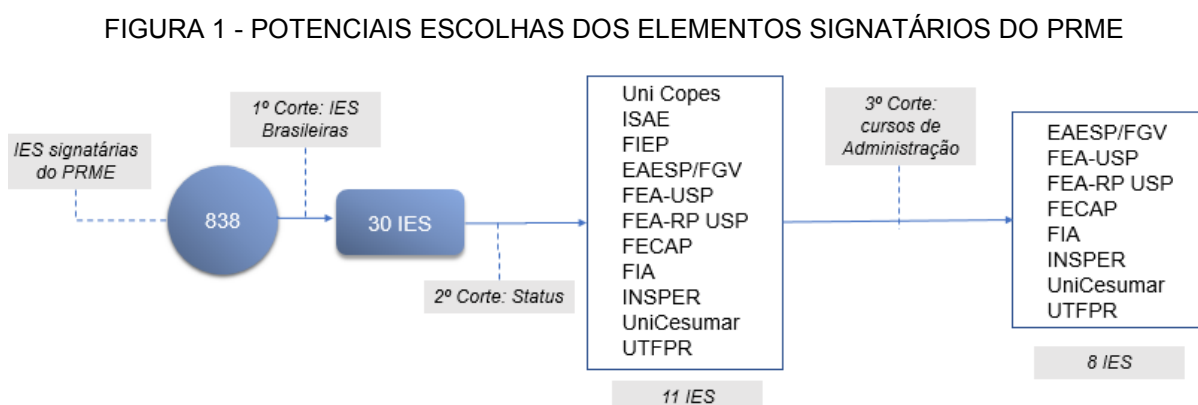 FIGURA 1 - POTENCIAIS ESCOLHAS DOS ELEMENTOS SIGNATÁRIOS DO PRME
IES signatárias
do PRME
838
1º Corte: IES
Brasileiras
30 IES
2º Corte: Status
Uni Copes
ISAE
FIEP
EAESP/FGV
FEA-USP
FEA-RP USP
FECAP
FIA
INSPER
UniCesumar
UTFPR
11 IES
3º Corte:
cursos de
Administração
EAESP/FGV
FEA-USP
FEA-RP USP
FECAP
FIA
INSPER
UniCesumar
UTFPR
8 IES